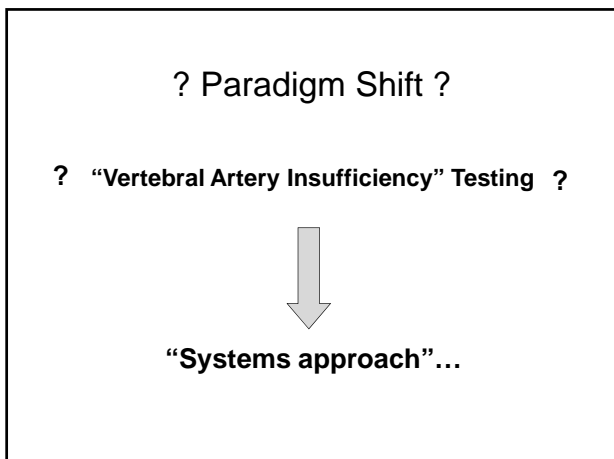 ? Paradigm Shift ?
? “Vertebral Artery Insufficiency” Testing ?
“Systems approach”…